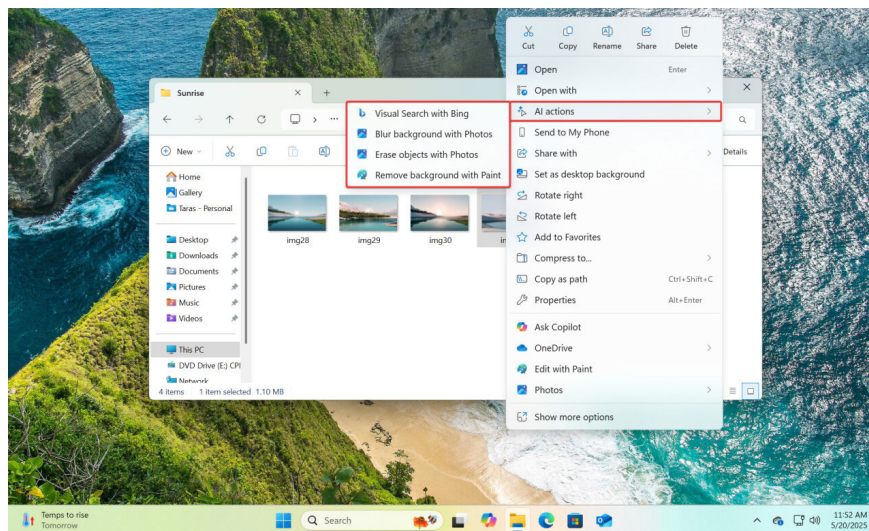 Cut Copy Rename Share Delete
Open Enter
Open with
AI actions
Send to My Phone
Share with
Set as desktop background
Rotate right
Rotate left
Add to Favorites
Compress to...
Copy as path Ctrl+Shift+C
Properties Alt+Enter
Ask Copilot
OneDrive
Edit with Paint
Photos
Show more options
Visual Search with Bing
Blur background with Photos
Erase objects with Photos
Remove background with Paint
Sunrise
New
Details
Home
Gallery
Taras - Personal
Desktop
Downloads
Documents
Pictures
Music
Videos
This PC
DVD Drive (E:) CPI
Network
img28 img29 img30
4 items 1 item selected 1.10 MB
Temps to rise
Tomorrow
Search
11:52 AM
5/20/2025